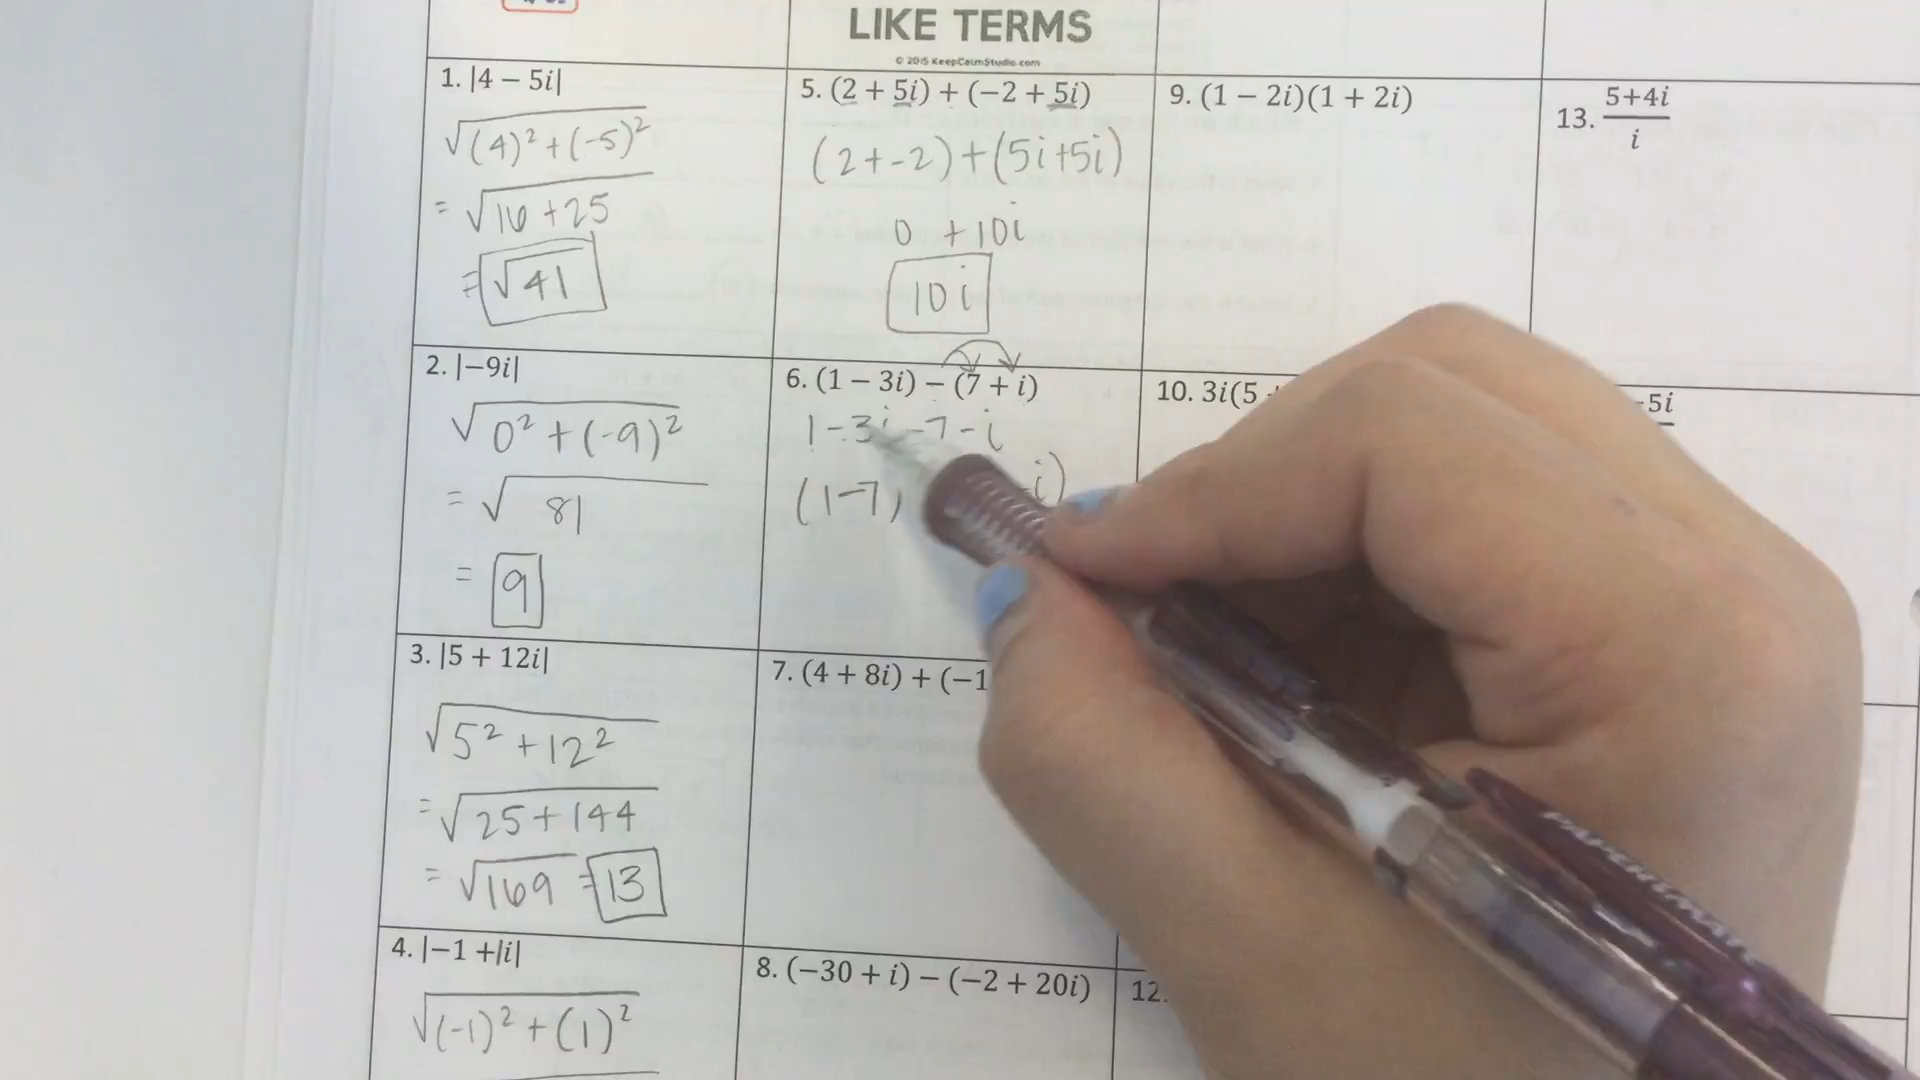 LIKE TERMS
© 2015 KeepCalmStudio.com
1. |4 − 5i|
√(4)² + (-5)²
= √16 + 25
= √41
2. |−9i|
√0² + (-9)²
= √81
= 9
3. |5 + 12i|
√5² + 12²
= √25 + 144
= √169 = 13
4. |−1 + i|
√(-1)² + (1)²
5. (2 + 5i) + (−2 + 5i)
(2 + -2) + (5i + 5i)
0 + 10i
10i
6. (1 − 3i) − (7 + i)
1 - 3i - 7 - i
(1 - 7) -i)
7. (4 + 8i) + (−1
8. (−30 + i) − (−2 + 20i)
9. (1 − 2i)(1 + 2i)
10. 3i(5
12.
13. 5+4i
i
5i